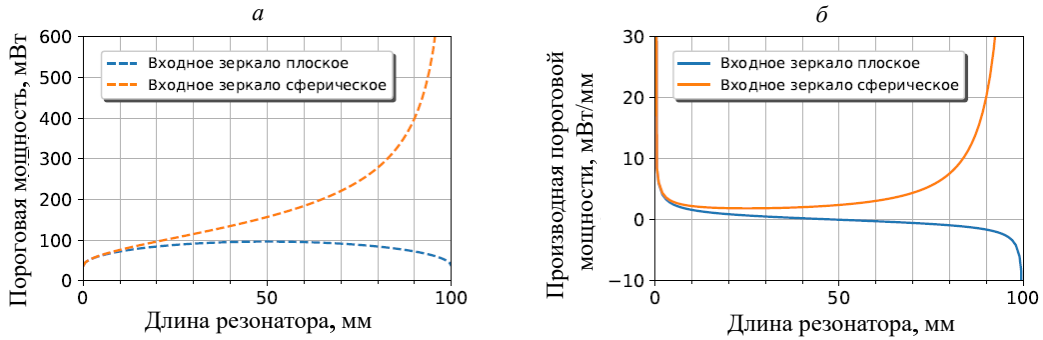 а
Пороговая мощность, мВт
600
500
400
300
200
100
0
Входное зеркало плоское
Входное зеркало сферическое
0
50
100
Длина резонатора, мм
б
Производная пороговой
мощности, мВт/мм
30
20
10
0
−10
Входное зеркало плоское
Входное зеркало сферическое
0
50
100
Длина резонатора, мм